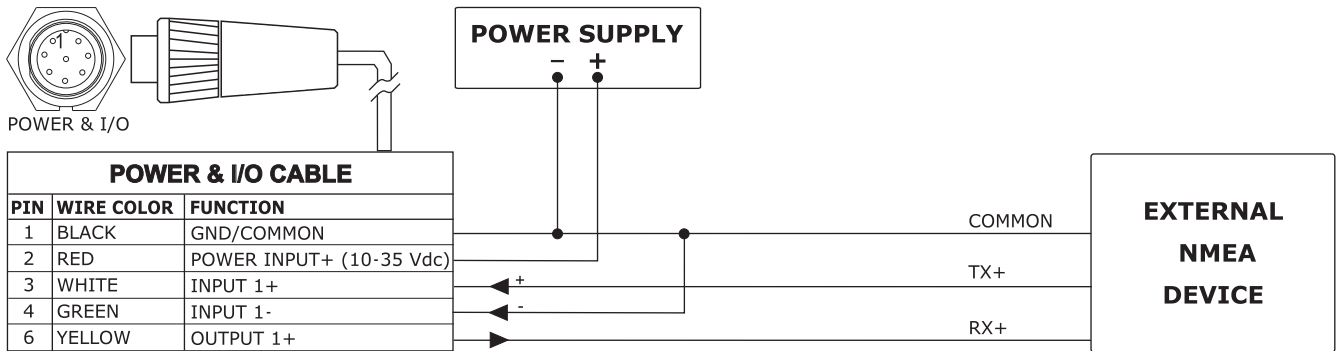 1
POWER & I/O
POWER SUPPLY
− +
POWER & I/O CABLE
PIN WIRE COLOR FUNCTION
1 BLACK GND/COMMON
2 RED POWER INPUT+ (10-35 Vdc)
3 WHITE INPUT 1+
4 GREEN INPUT 1-
6 YELLOW OUTPUT 1+
+
-
COMMON
TX+
RX+
EXTERNAL
NMEA
DEVICE